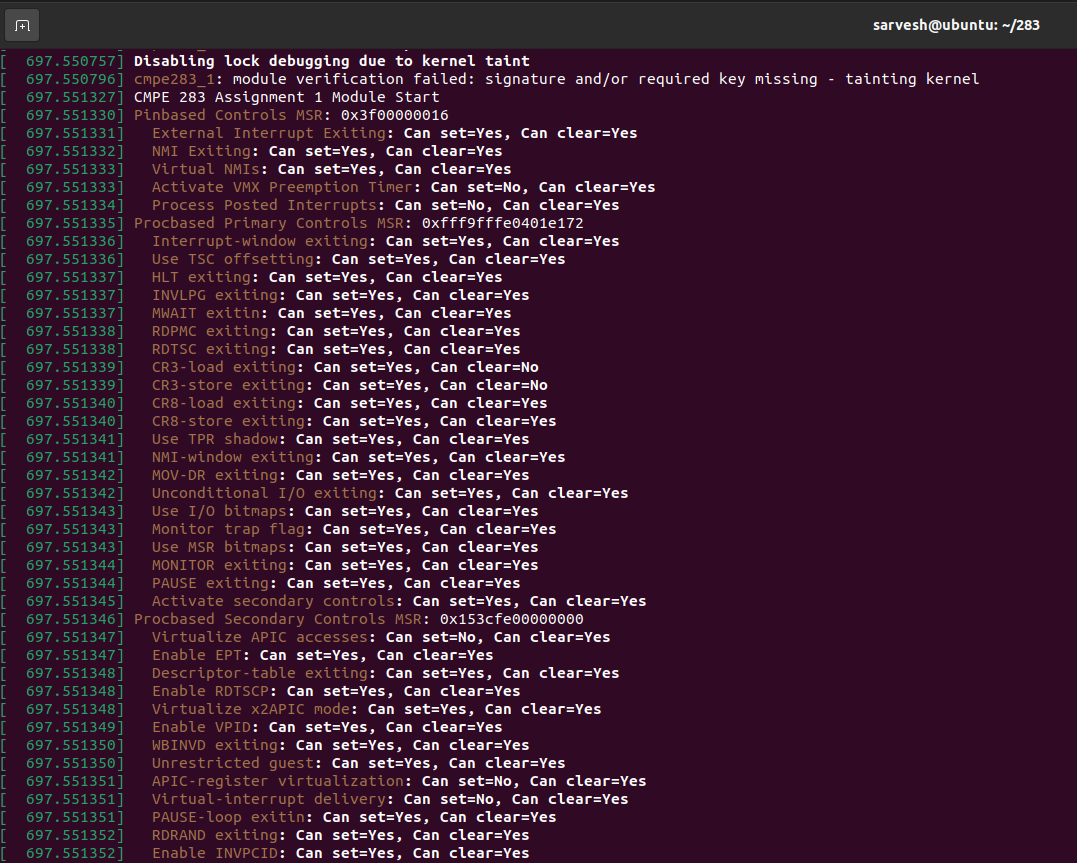 sarvesh@ubuntu: ~/283
[  697.550757] Disabling lock debugging due to kernel taint
[  697.550796] cmpe283_1: module verification failed: signature and/or required key missing - tainting kernel
[  697.551327] CMPE 283 Assignment 1 Module Start
[  697.551330] Pinbased Controls MSR: 0x3f00000016
[  697.551331]   External Interrupt Exiting: Can set=Yes, Can clear=Yes
[  697.551332]   NMI Exiting: Can set=Yes, Can clear=Yes
[  697.551333]   Virtual NMIs: Can set=Yes, Can clear=Yes
[  697.551333]   Activate VMX Preemption Timer: Can set=No, Can clear=Yes
[  697.551334]   Process Posted Interrupts: Can set=No, Can clear=Yes
[  697.551335] Procbased Primary Controls MSR: 0xfff9fffe0401e172
[  697.551336]   Interrupt-window exiting: Can set=Yes, Can clear=Yes
[  697.551336]   Use TSC offsetting: Can set=Yes, Can clear=Yes
[  697.551337]   HLT exiting: Can set=Yes, Can clear=Yes
[  697.551337]   INVLPG exiting: Can set=Yes, Can clear=Yes
[  697.551337]   MWAIT exitin: Can set=Yes, Can clear=Yes
[  697.551338]   RDPMC exiting: Can set=Yes, Can clear=Yes
[  697.551338]   RDTSC exiting: Can set=Yes, Can clear=Yes
[  697.551339]   CR3-load exiting: Can set=Yes, Can clear=No
[  697.551339]   CR3-store exiting: Can set=Yes, Can clear=No
[  697.551340]   CR8-load exiting: Can set=Yes, Can clear=Yes
[  697.551340]   CR8-store exiting: Can set=Yes, Can clear=Yes
[  697.551341]   Use TPR shadow: Can set=Yes, Can clear=Yes
[  697.551341]   NMI-window exiting: Can set=Yes, Can clear=Yes
[  697.551342]   MOV-DR exiting: Can set=Yes, Can clear=Yes
[  697.551342]   Unconditional I/O exiting: Can set=Yes, Can clear=Yes
[  697.551343]   Use I/O bitmaps: Can set=Yes, Can clear=Yes
[  697.551343]   Monitor trap flag: Can set=Yes, Can clear=Yes
[  697.551343]   Use MSR bitmaps: Can set=Yes, Can clear=Yes
[  697.551344]   MONITOR exiting: Can set=Yes, Can clear=Yes
[  697.551344]   PAUSE exiting: Can set=Yes, Can clear=Yes
[  697.551345]   Activate secondary controls: Can set=Yes, Can clear=Yes
[  697.551346] Procbased Secondary Controls MSR: 0x153cfe00000000
[  697.551347]   Virtualize APIC accesses: Can set=No, Can clear=Yes
[  697.551347]   Enable EPT: Can set=Yes, Can clear=Yes
[  697.551348]   Descriptor-table exiting: Can set=Yes, Can clear=Yes
[  697.551348]   Enable RDTSCP: Can set=Yes, Can clear=Yes
[  697.551348]   Virtualize x2APIC mode: Can set=Yes, Can clear=Yes
[  697.551349]   Enable VPID: Can set=Yes, Can clear=Yes
[  697.551350]   WBINVD exiting: Can set=Yes, Can clear=Yes
[  697.551350]   Unrestricted guest: Can set=Yes, Can clear=Yes
[  697.551351]   APIC-register virtualization: Can set=No, Can clear=Yes
[  697.551351]   Virtual-interrupt delivery: Can set=No, Can clear=Yes
[  697.551351]   PAUSE-loop exitin: Can set=Yes, Can clear=Yes
[  697.551352]   RDRAND exiting: Can set=Yes, Can clear=Yes
[  697.551352]   Enable INVPCID: Can set=Yes, Can clear=Yes